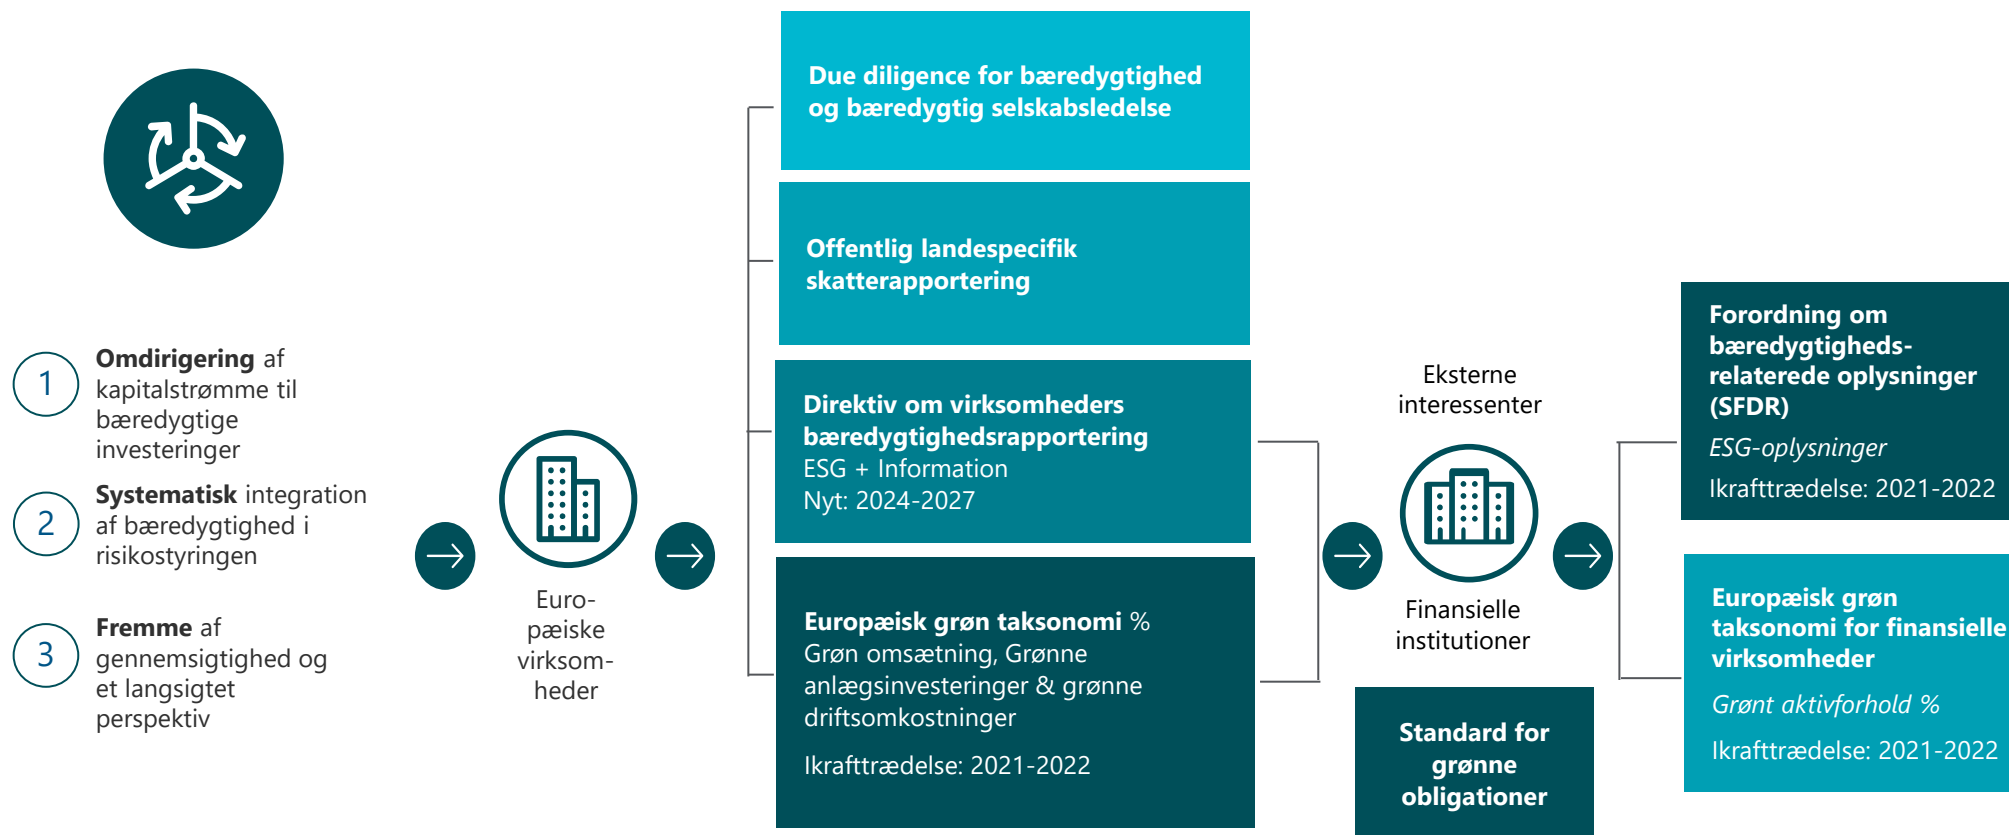 1
Omdirigering af
kapitalstrømme til
bæredygtige
investeringer
2
Systematisk integration
af bæredygtighed i
risikostyringen
3
Fremme af
gennemsigtighed og
et langsigtet
perspektiv
Euro-
pæiske
virksom-
heder
Due diligence for bæredygtighed
og bæredygtig selskabsledelse
Offentlig landespecifik
skatterapportering
Direktiv om virksomheders
bæredygtighedsrapportering
ESG + Information
Nyt: 2024-2027
Europæisk grøn taksonomi %
Grøn omsætning, Grønne
anlægsinvesteringer & grønne
driftsomkostninger
Ikrafttrædelse: 2021-2022
Eksterne
interessenter
Finansielle
institutioner
Standard for
grønne
obligationer
Forordning om
bæredygtigheds-
relaterede oplysninger
(SFDR)
ESG-oplysninger
Ikrafttrædelse: 2021-2022
Europæisk grøn
taksonomi for finansielle
virksomheder
Grønt aktivforhold %
Ikrafttrædelse: 2021-2022